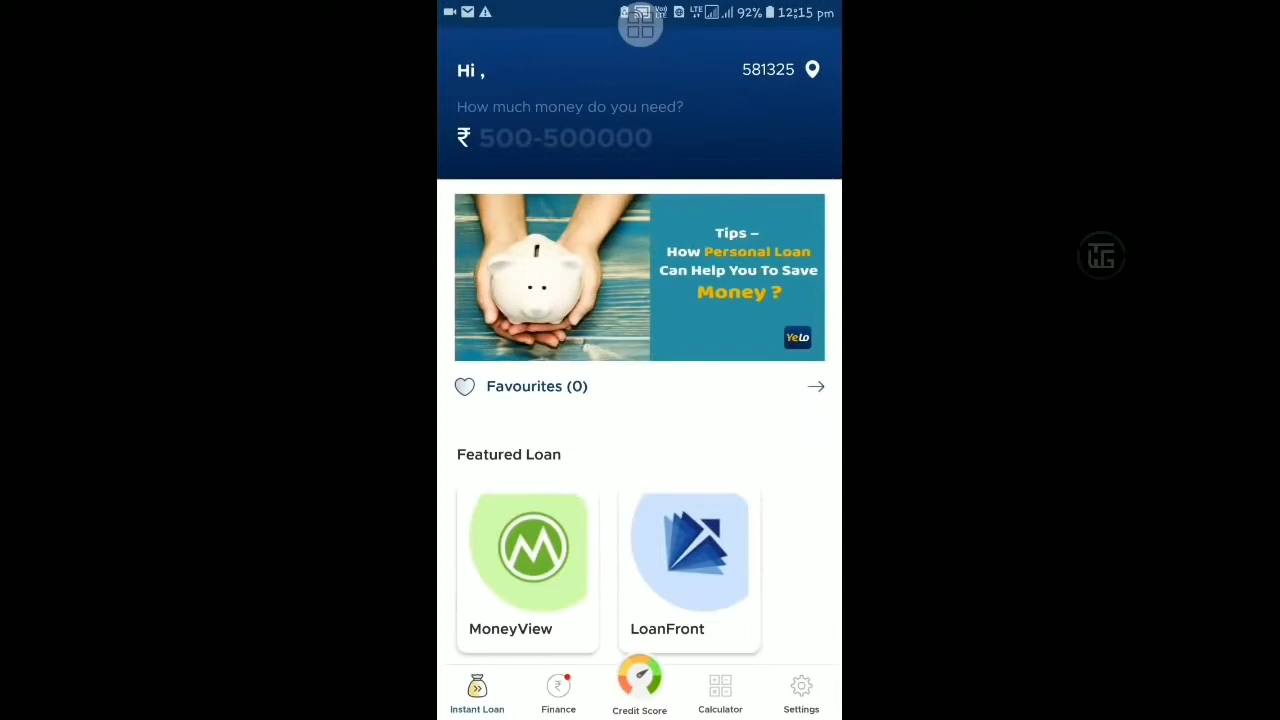 LTE 92% 12:15 pm
Hi ,
581325
How much money do you need?
₹ 500-500000
Tips –
How Personal Loan
Can Help You To Save
Money ?
YeLo
Favourites (0)
Featured Loan
MoneyView
LoanFront
Instant Loan
Finance
Credit Score
Calculator
Settings